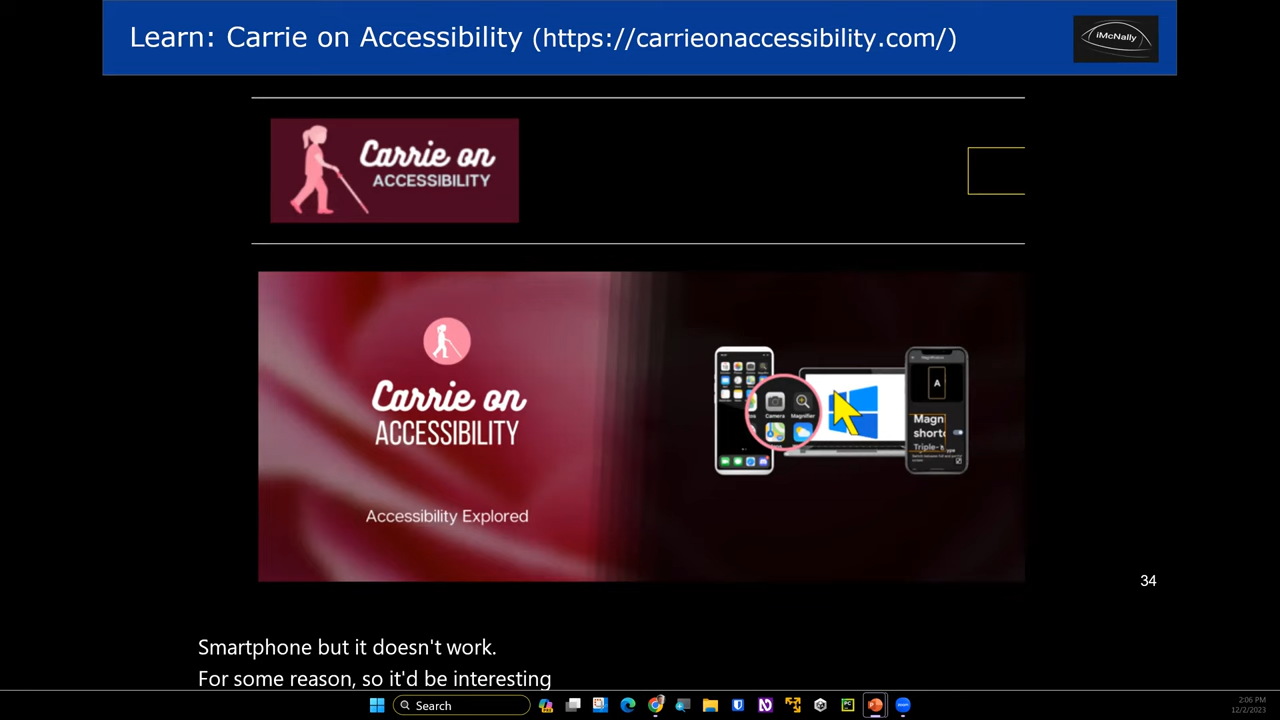 Learn: Carrie on Accessibility (https://carrieonaccessibility.com/)
iMcNally
Carrie on
ACCESSIBILITY
Carrie on
ACCESSIBILITY
Accessibility Explored
Camera
Magnifier
A
Magn
shorto
Triple-
34
Smartphone but it doesn't work.
For some reason, so it'd be interesting
Search
2:06 PM
12/2/2023